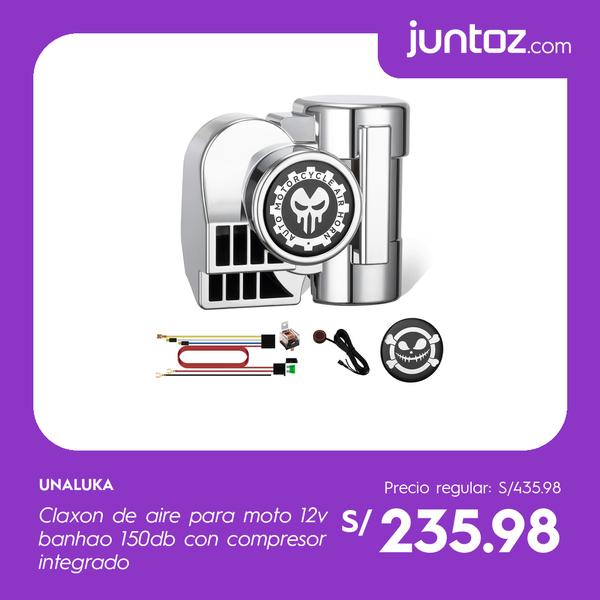 juntoz.com
AUTO MOTORCYCLE AIR HORN
UNALUKA
Precio regular: S/435.98
Claxon de aire para moto 12v
banhao 150db con compresor
integrado
S/ 235.98